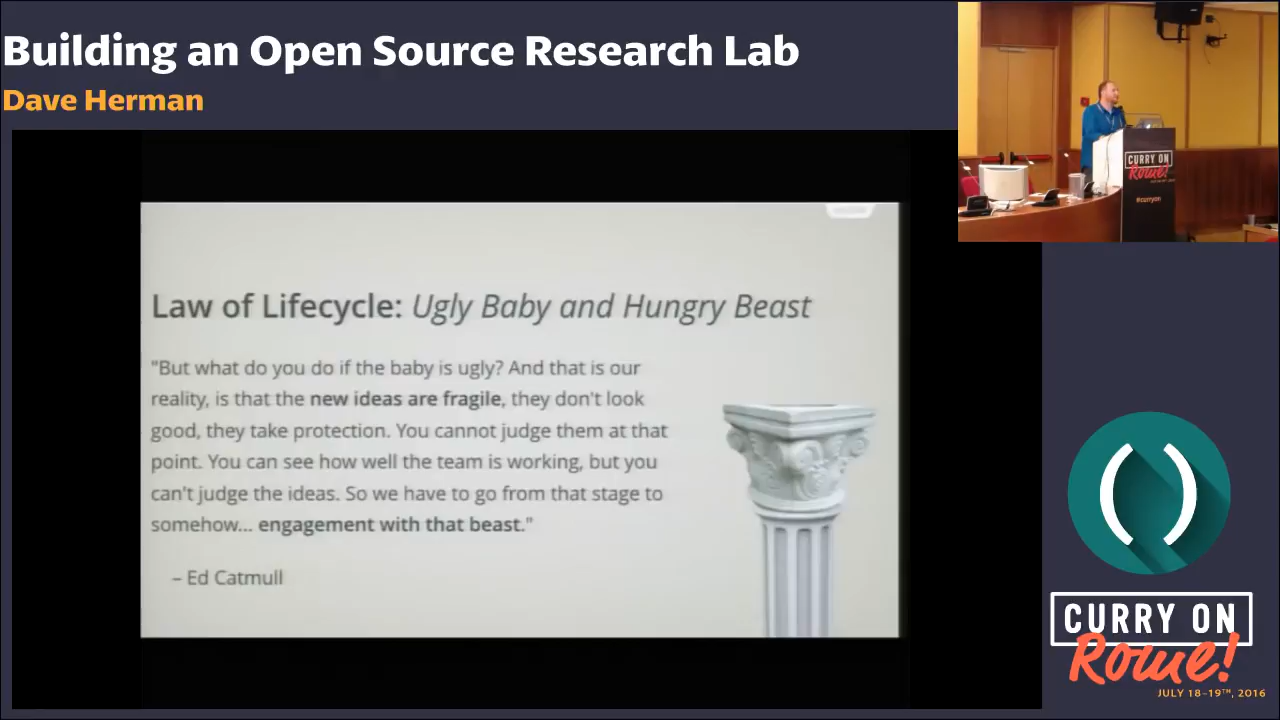 Building an Open Source Research Lab
Dave Herman
Law of Lifecycle: Ugly Baby and Hungry Beast
"But what do you do if the baby is ugly? And that is our
reality, is that the new ideas are fragile, they don't look
good, they take protection. You cannot judge them at that
point. You can see how well the team is working, but you
can't judge the ideas. So we have to go from that stage to
somehow... engagement with that beast."
– Ed Catmull
CURRY ON
Rome!
#curryon
CURRY ON
Rome!
JULY 18–19TH, 2016